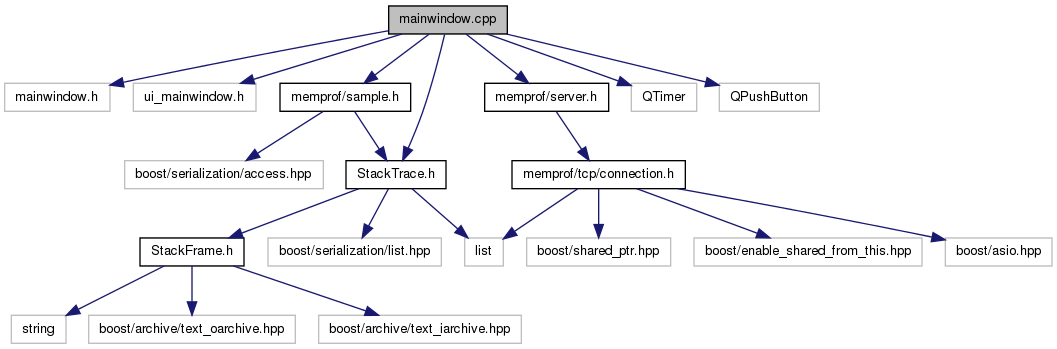 mainwindow.cpp
mainwindow.h
ui_mainwindow.h
memprof/sample.h
memprof/server.h
QTimer
QPushButton
boost/serialization/access.hpp
StackTrace.h
memprof/tcp/connection.h
StackFrame.h
boost/serialization/list.hpp
list
boost/shared_ptr.hpp
boost/enable_shared_from_this.hpp
boost/asio.hpp
string
boost/archive/text_oarchive.hpp
boost/archive/text_iarchive.hpp